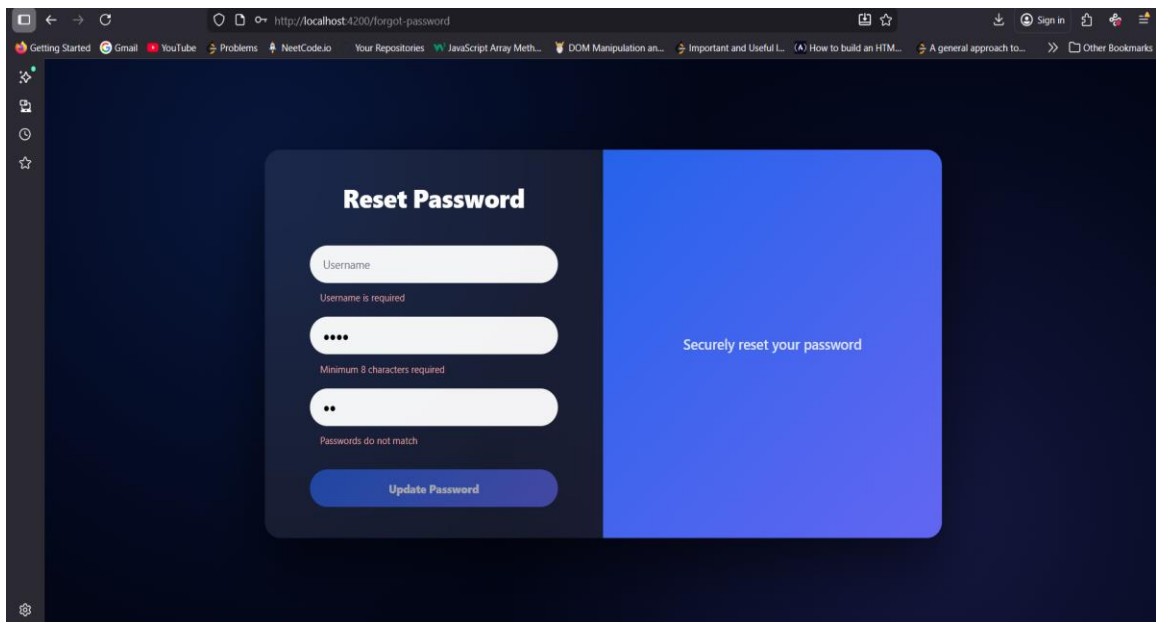 http://localhost:4200/forgot-password
Sign in
Getting Started Gmail YouTube Problems NeetCode.io Your Repositories JavaScript Array Meth... DOM Manipulation an... Important and Useful l... How to build an HTM... A general approach to... Other Bookmarks
Reset Password
Username
Username is required
Minimum 8 characters required
Passwords do not match
Update Password
Securely reset your password